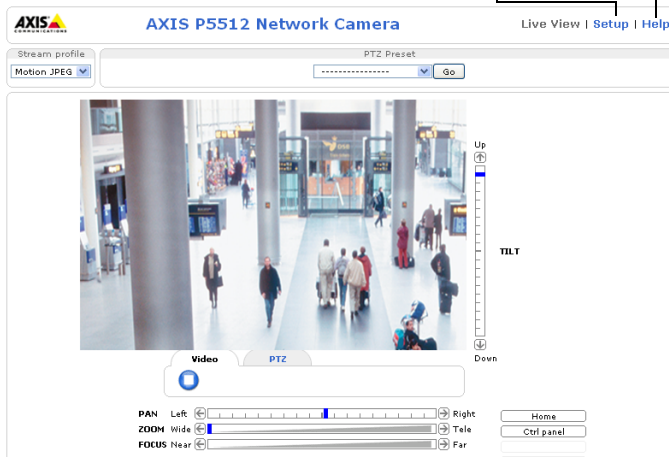 AXIS
COMMUNICATIONS
AXIS P5512 Network Camera
Live View | Setup | Help
Stream profile
PTZ Preset
Motion JPEG
----------------
Go
Up
TILT
Down
Video
PTZ
PAN Left Right
Home
ZOOM Wide Tele
Ctrl panel
FOCUS Near Far